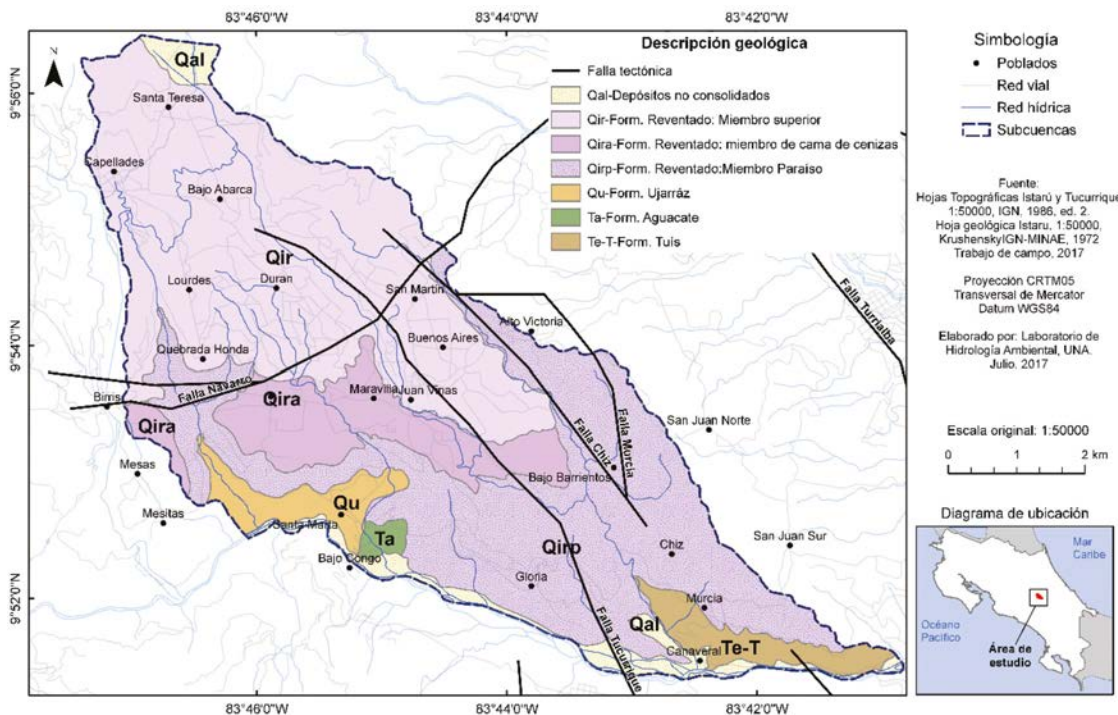 83°46'0"W
83°44'0"W
83°42'0"W
9°56'0"N
9°54'0"N
9°52'0"N
83°46'0"W
83°44'0"W
83°42'0"W
Descripción geológica
Falla tectónica
Qal-Depósitos no consolidados
Qir-Form. Reventado: Miembro superior
Qira-Form. Reventado: miembro de cama de cenizas
Qirp-Form. Reventado:Miembro Paraiso
Qu-Form. Ujarráz
Ta-Form. Aguacate
Te-T-Form. Tuis
Qal
Santa Teresa
Capellades
Bajo Abarca
Qir
Lourdes
Duran
San Martin
Alto Victoria
Falla Turrialba
Quebrada Honda
Buenos Aires
Falla Navarro
Birris
Qira
Qira
Maravilla
Juan Vinas
San Juan Norte
Falla Chiz
Falla Murcia
Mesas
Bajo Barrientos
Mesitas
Qu
Santa Marta
Ta
Bajo Congo
Qirp
Chiz
San Juan Sur
Gloria
Murcia
Qal
Te-T
Canaveral
Falla Tucurrique
Simbología
Poblados
Red vial
Red hídrica
Subcuencas
Fuente:
Hojas Topográficas Istarú y Tucurrique
1:50000, IGN, 1986, ed. 2.
Hoja geológica Istaru, 1:50000,
KrushenskyIGN-MINAE, 1972
Trabajo de campo, 2017
Proyección CRTM05
Transversal de Mercator
Datum WGS84
Elaborado por: Laboratorio de
Hidrología Ambiental, UNA.
Julio, 2017
Escala original: 1:50000
0 1 2 km
Diagrama de ubicación
Mar
Caribe
Océano
Pacífico
Área de
estudio